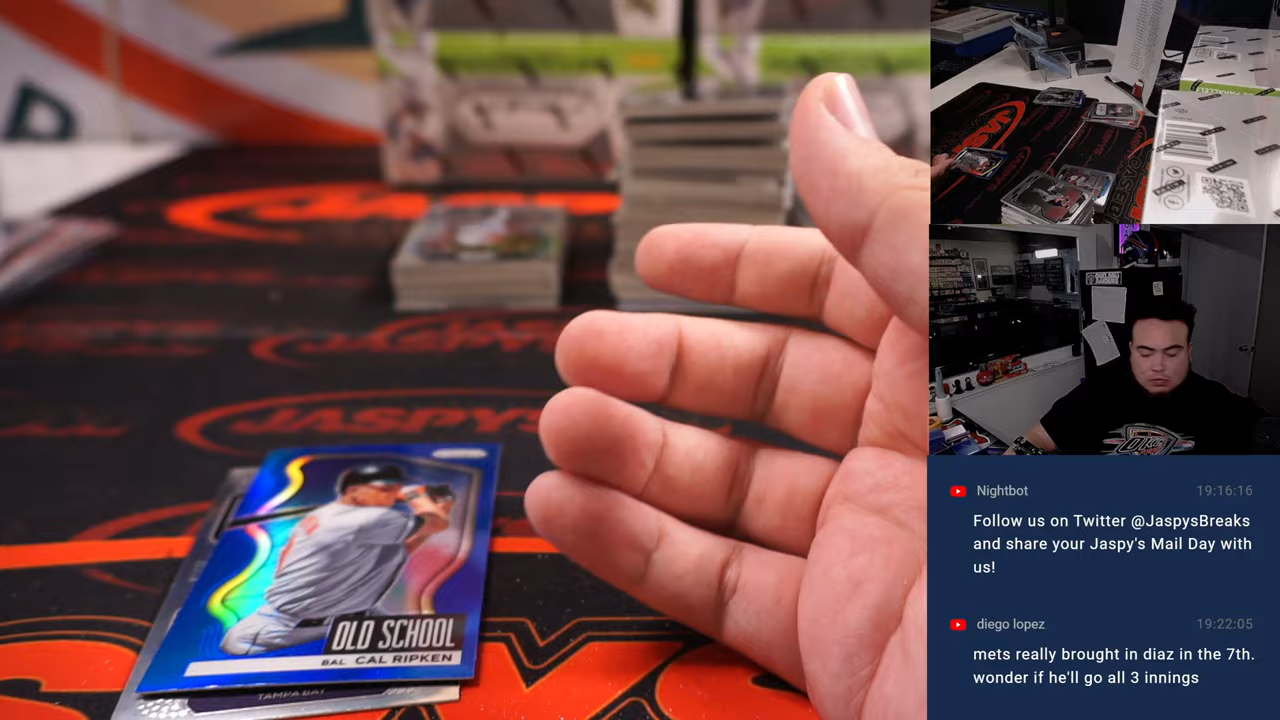 JASPYS
OLD SCHOOL
BAL CAL RIPKEN
TAMPA BAY
Nightbot 19:16:16
Follow us on Twitter @JaspysBreaks
and share your Jaspy's Mail Day with
us!
diego lopez 19:22:05
mets really brought in diaz in the 7th.
wonder if he'll go all 3 innings